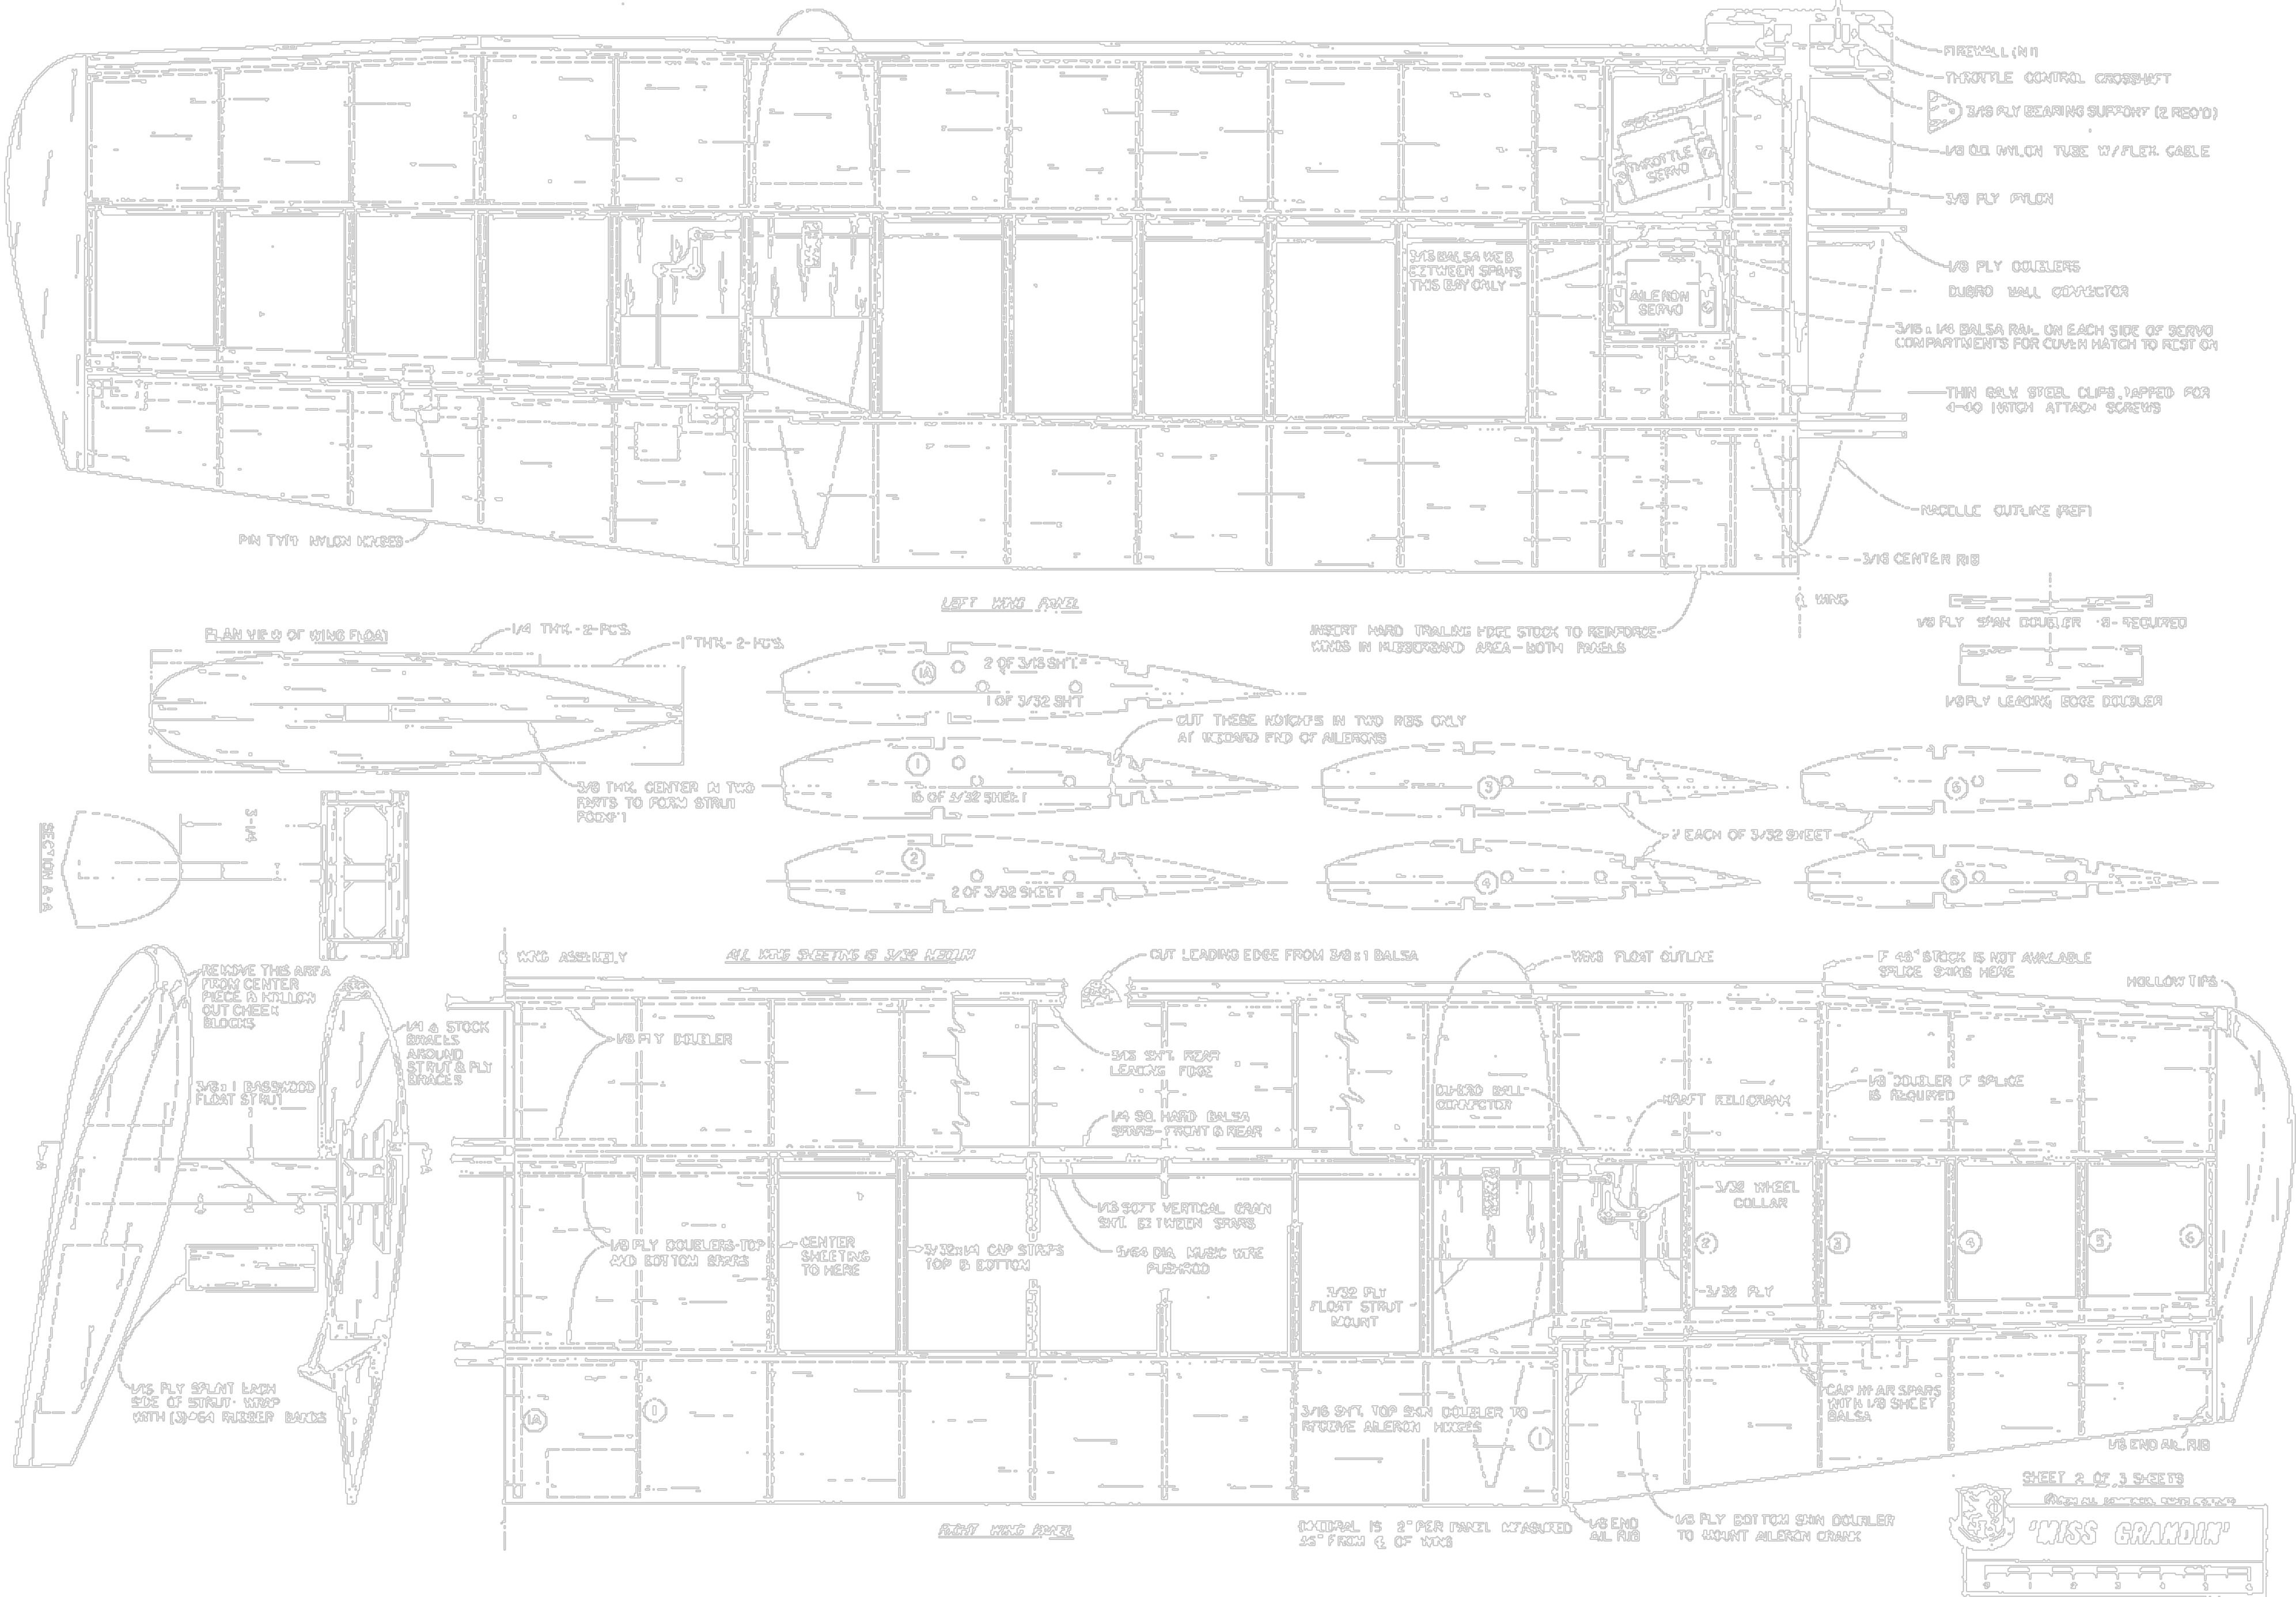 FIREWALL (N 1)
THROTTLE CONTROL CROSSHAFT
3/16 PLY BEARING SUPPORT (2 REQ'D)
1/8 O.D. NYLON TUBE W/FLEX. CABLE
THROTTLE
SERVO
3/8 PLY PYLON
3/16 BALSA WEB
BETWEEN SPARS
THIS BAY ONLY
AILERON
SERVO
1/8 PLY DOUBLERS
DUBRO BALL CONNECTOR
3/16 x 1/4 BALSA RAIL ON EACH SIDE OF SERVO
COMPARTMENTS FOR COVER HATCH TO REST ON
THIN GALV. STEEL CLIPS, TAPPED FOR
4-40 HATCH ATTACH SCREWS
NACELLE OUTLINE (REF)
PIN TYPE NYLON HINGES
3/16 CENTER RIB
LEFT WING PANEL
WING
PLAN VIEW OF WING FLOAT
1/4 THK. - 2-PCS.
1" THK. - 2-PCS.
INSERT HARD TRAILING EDGE STOCK TO REINFORCE
WINGS IN RUBBERBAND AREA - BOTH PANELS
1/8 PLY SPAR DOUBLER - 8 - REQUIRED
1A
2 OF 3/16 SH'T
1 OF 3/32 SH'T
1/8 PLY LEADING EDGE DOUBLER
CUT THESE NOTCHES IN TWO RIBS ONLY
AT INBOARD END OF AILERONS
1
16 OF 3/32 SHEET
3
3/8 THK. CENTER IN TWO
PARTS TO FORM STRUT
POCKET
2 EACH OF 3/32 SHEET
SECTION A-A
2
2 OF 3/32 SHEET
4
WING ASSEMBLY
ALL WING SHEETING IS 3/32 MEDIUM
CUT LEADING EDGE FROM 3/8 x 1 BALSA
WING FLOAT OUTLINE
IF 48" STOCK IS NOT AVAILABLE
SPLICE SPARS HERE
HOLLOW TIPS
REMOVE THIS AREA
FROM CENTER
PIECE & HOLLOW
OUT CHEEK
BLOCKS
1/4 STOCK
BRACES
AROUND
STRUT & PLY
BRACES
1/8 PLY DOUBLER
3/16 SH'T. REAR
LEADING EDGE
3/8 x 1 BASSWOOD
FLOAT STRUT
DUBRO BALL
CONNECTOR
KRAFT BELLCRANK
1/8 DOUBLER IF SPLICE
IS REQUIRED
1/4 SQ. HARD BALSA
SPARS - FRONT & REAR
3/32 WHEEL
COLLAR
1/16 SOFT VERTICAL GRAIN
SH'T. BETWEEN SPARS
1/8 PLY DOUBLERS-TOP
AND BOTTOM SPARS
CENTER
SHEETING
TO HERE
3/32 x 1/4 CAP STRIPS
TOP & BOTTOM
5/64 DIA. MUSIC WIRE
PUSHROD
2
3
4
5
6
3/32 PLY
FLOAT STRUT
MOUNT
3/32 PLY
1/16 PLY SPLINT EACH
SIDE OF STRUT - WRAP
WITH (3) #64 RUBBER BANDS
1A
1
3/16 SH'T. TOP SKIN DOUBLER TO
RECEIVE AILERON HINGES
1
CAP REAR SPARS
WITH 1/8 SHEET
BALSA
1/8 END AIL. RIB
SHEET 2 OF 3 SHEETS
RIGHT WING PANEL
DIHEDRAL IS 2" PER PANEL MEASURED
FROM ℄ OF WING
1/8 END
AIL RIB
1/8 PLY BOTTOM SKIN DOUBLER
TO MOUNT AILERON CRANK
'MISS GRANDIN'